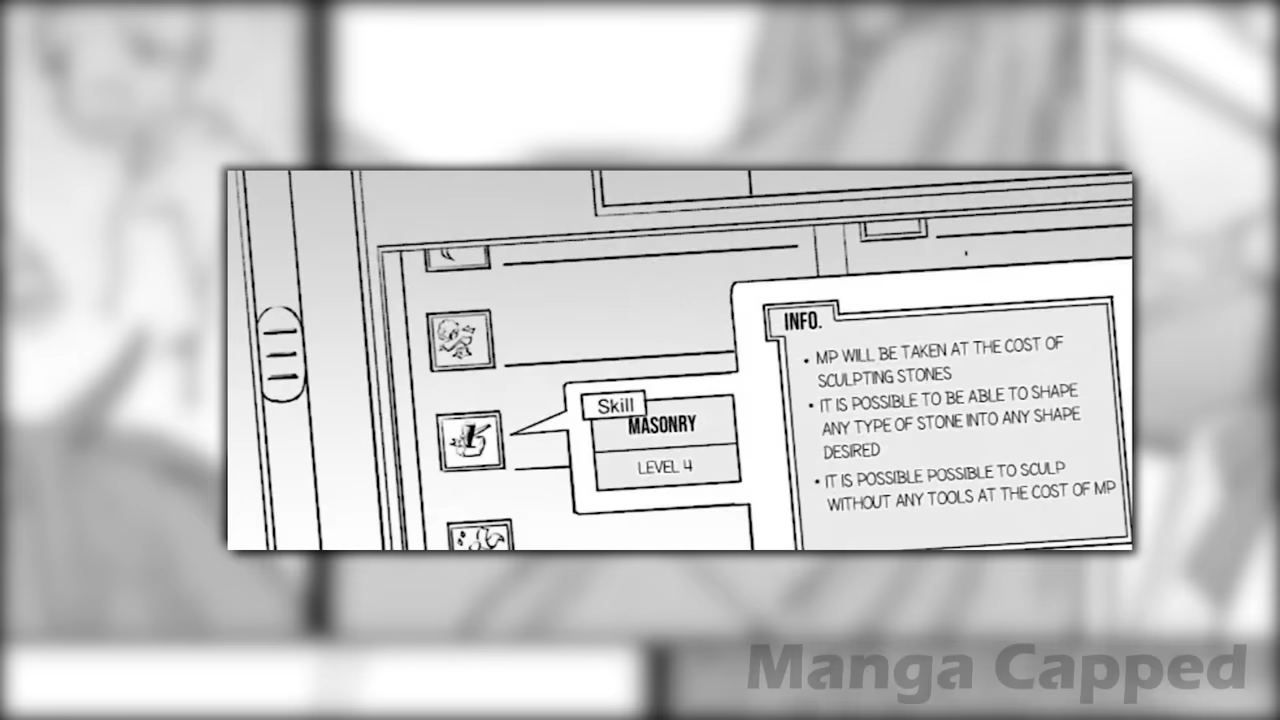 INFO.
• MP WILL BE TAKEN AT THE COST OF
SCULPTING STONES
• IT IS POSSIBLE TO BE ABLE TO SHAPE
ANY TYPE OF STONE INTO ANY SHAPE
DESIRED
• IT IS POSSIBLE POSSIBLE TO SCULP
WITHOUT ANY TOOLS AT THE COST OF MP
Skill
MASONRY
LEVEL 4
Manga Capped